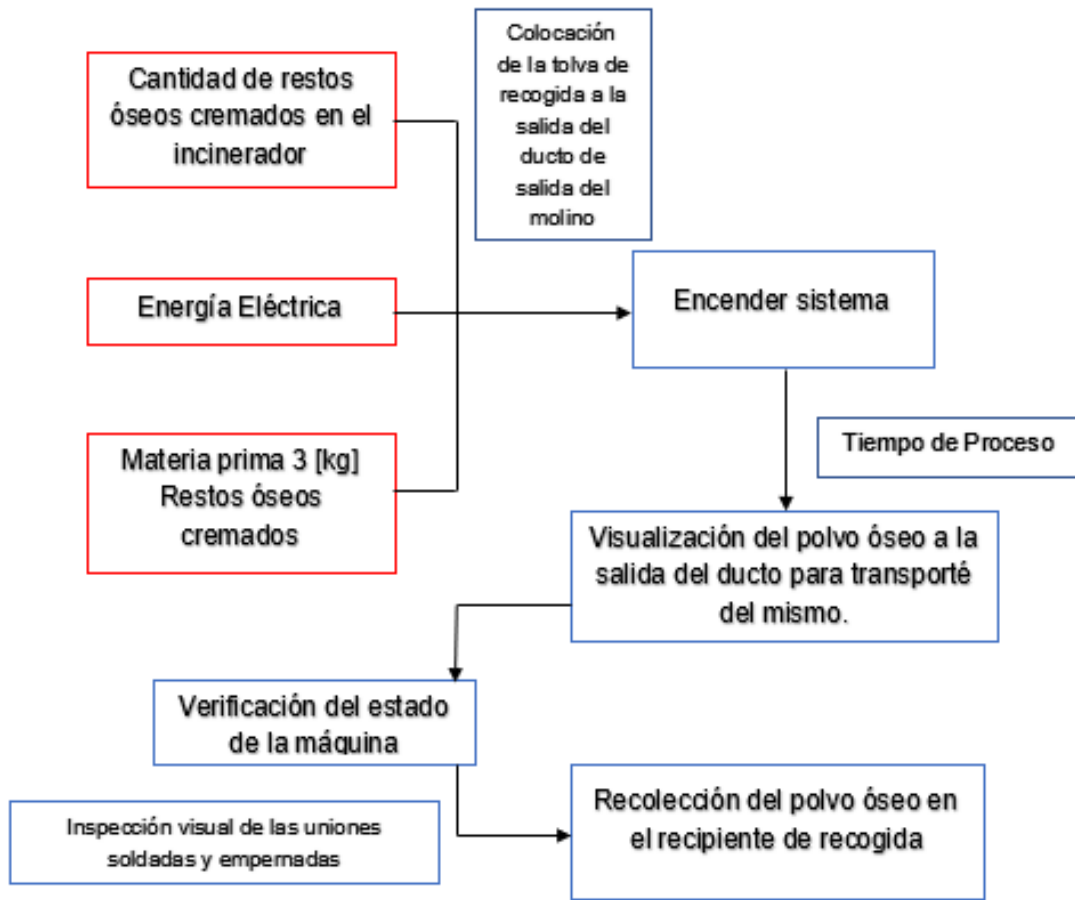 Cantidad de restos
óseos cremados en el
incinerador
Colocación
de la tolva de
recogida a la
salida del
ducto de
salida del
molino
Energía Eléctrica
Encender sistema
Materia prima 3 [kg]
Restos óseos
cremados
Tiempo de Proceso
Visualización del polvo óseo a la
salida del ducto para transporté
del mismo.
Verificación del estado
de la máquina
Inspección visual de las uniones
soldadas y empernadas
Recolección del polvo óseo en
el recipiente de recogida